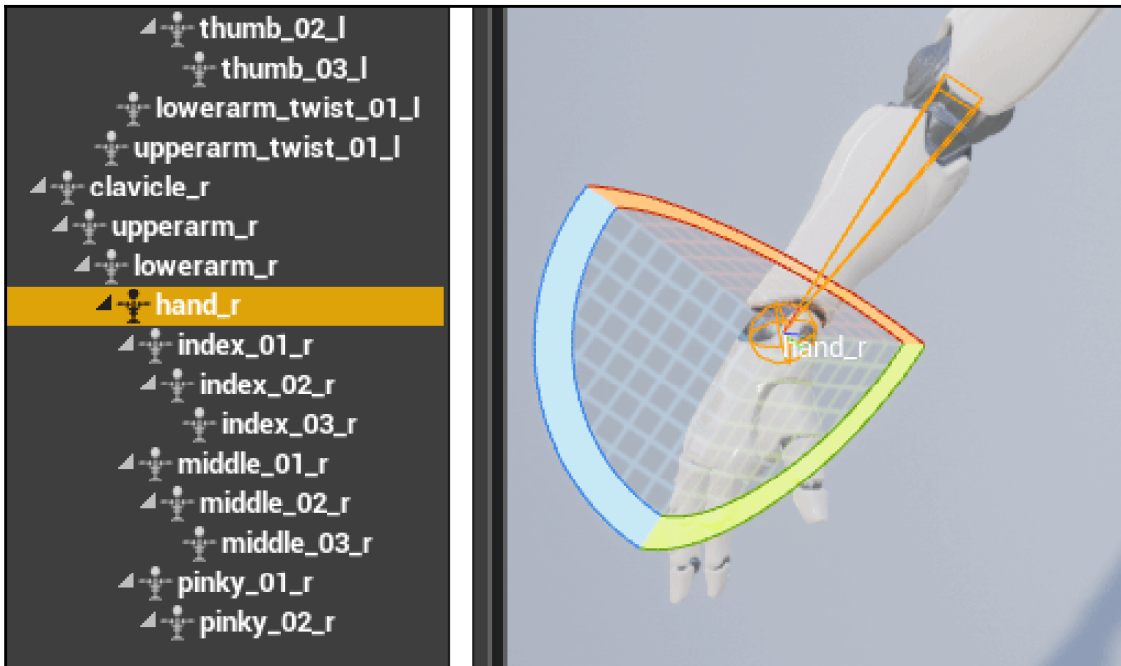 thumb_02_l
thumb_03_l
lowerarm_twist_01_l
upperarm_twist_01_l
clavicle_r
upperarm_r
lowerarm_r
hand_r
index_01_r
index_02_r
index_03_r
middle_01_r
middle_02_r
middle_03_r
pinky_01_r
pinky_02_r
hand_r